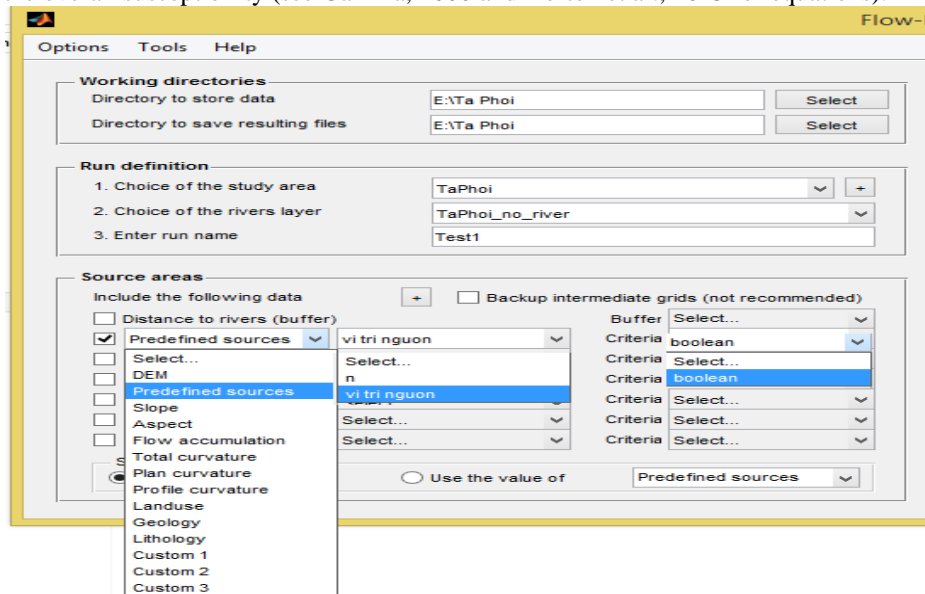 Flow-
Options Tools Help
Working directories
Directory to store data E:\Ta Phoi Select
Directory to save resulting files E:\Ta Phoi Select
Run definition
1. Choice of the study area TaPhoi +
2. Choice of the rivers layer TaPhoi_no_river
3. Enter run name Test1
Source areas
Include the following data + Backup intermediate grids (not recommended)
Distance to rivers (buffer) Buffer Select...
Predefined sources vi tri nguon Criteria boolean
Select... Select... Criteria Select...
DEM n Criteria boolean
Predefined sources vi tri nguon
Slope Criteria Select...
Aspect Select... Criteria Select...
Flow accumulation Select... Criteria Select...
Total curvature
Plan curvature Use the value of Predefined sources
Profile curvature
Landuse
Geology
Lithology
Custom 1
Custom 2
Custom 3